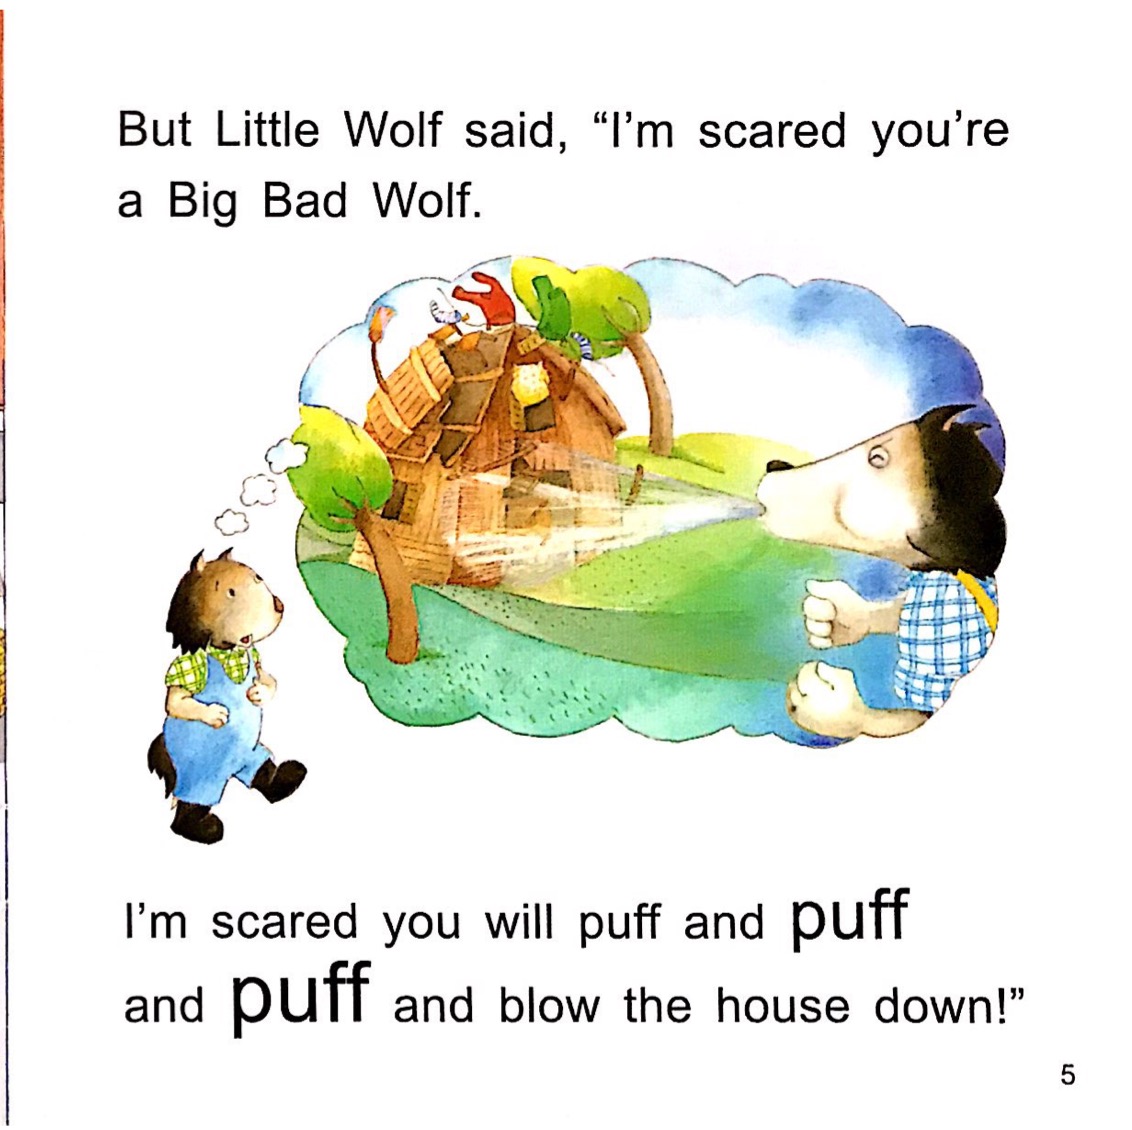 But Little Wolf said, “I’m scared you’re
a Big Bad Wolf.
I’m scared you will puff and puff
and puff and blow the house down!”
5